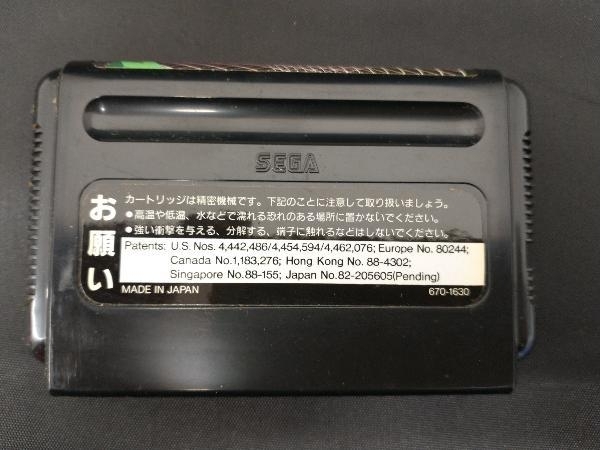 SEGA
お願い
カートリッジは精密機械です。下記のことに注意して取り扱いましょう。
●高温や低温、水などで濡れる恐れのある場所に置かないでください。
●強い衝撃を与える、分解する、端子に触れるなどはしないでください。
Patents: U.S. Nos. 4,442,486/4,454,594/4,462,076; Europe No. 80244;
Canada No.1,183,276; Hong Kong No. 88-4302;
Singapore No.88-155; Japan No.82-205605(Pending)
MADE IN JAPAN 670-1630